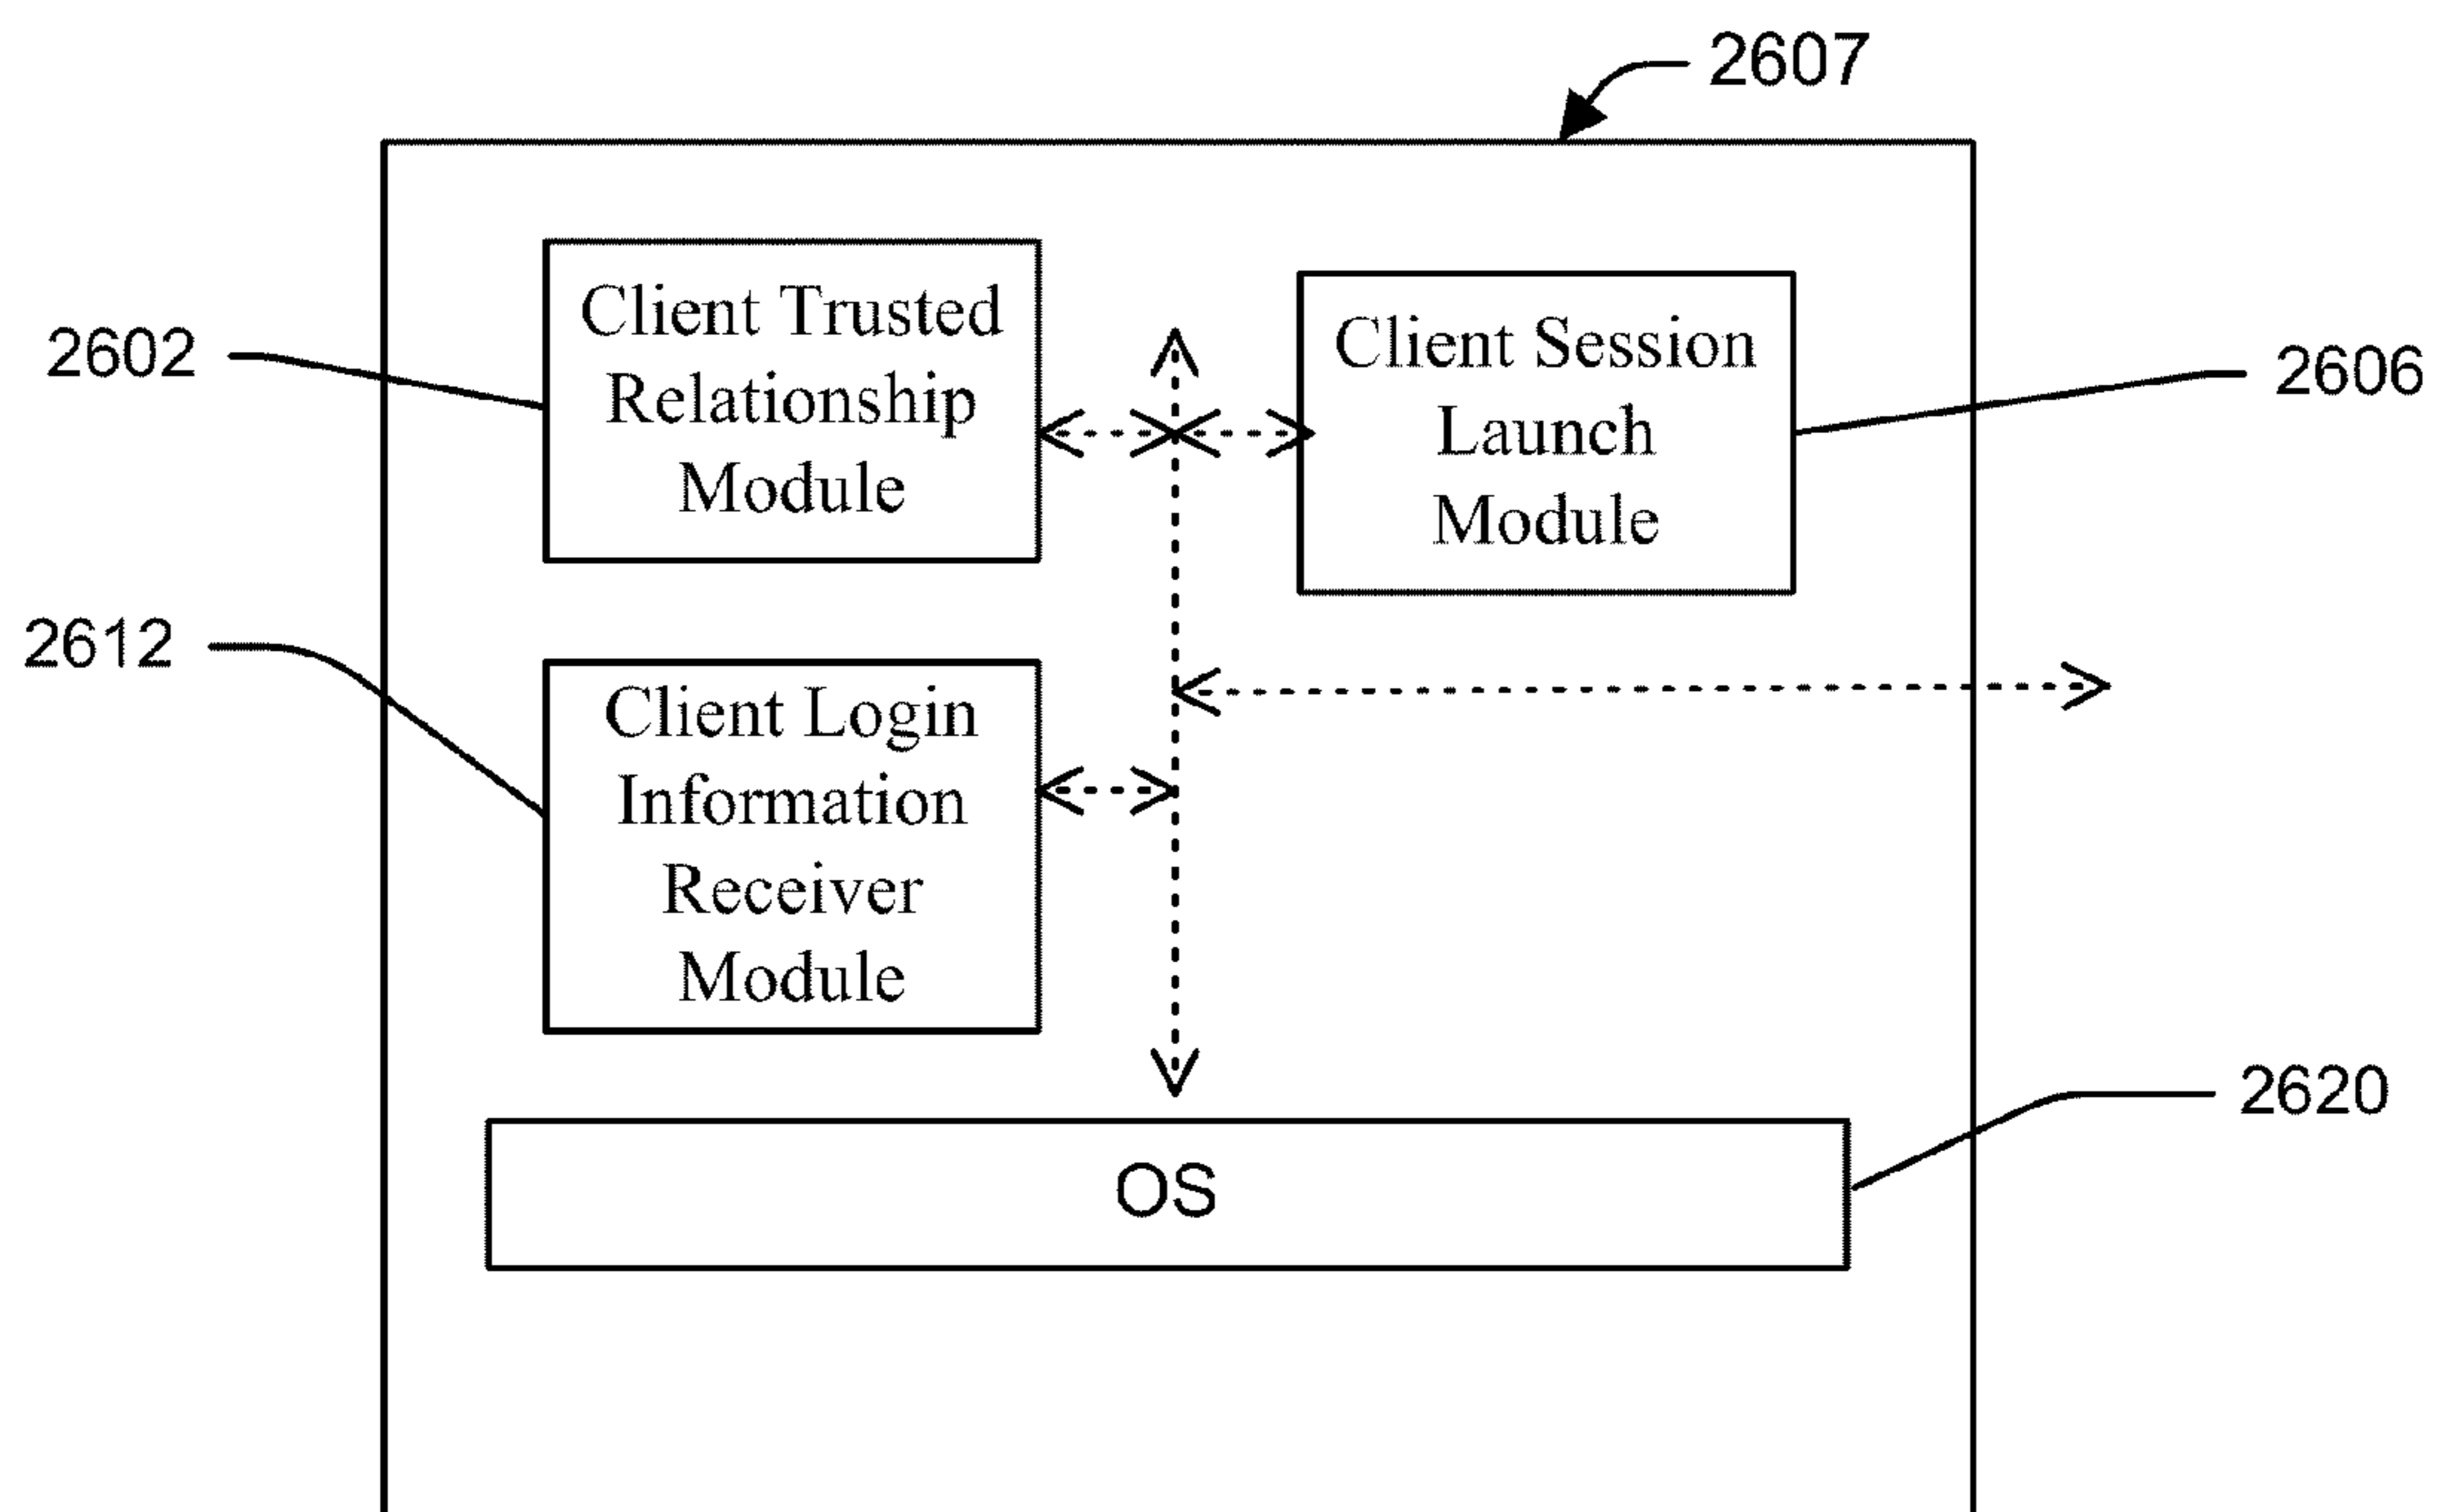 2607
2602
Client Trusted
Relationship
Module
Client Session
Launch
Module
2606
2612
Client Login
Information
Receiver
Module
2620
OS